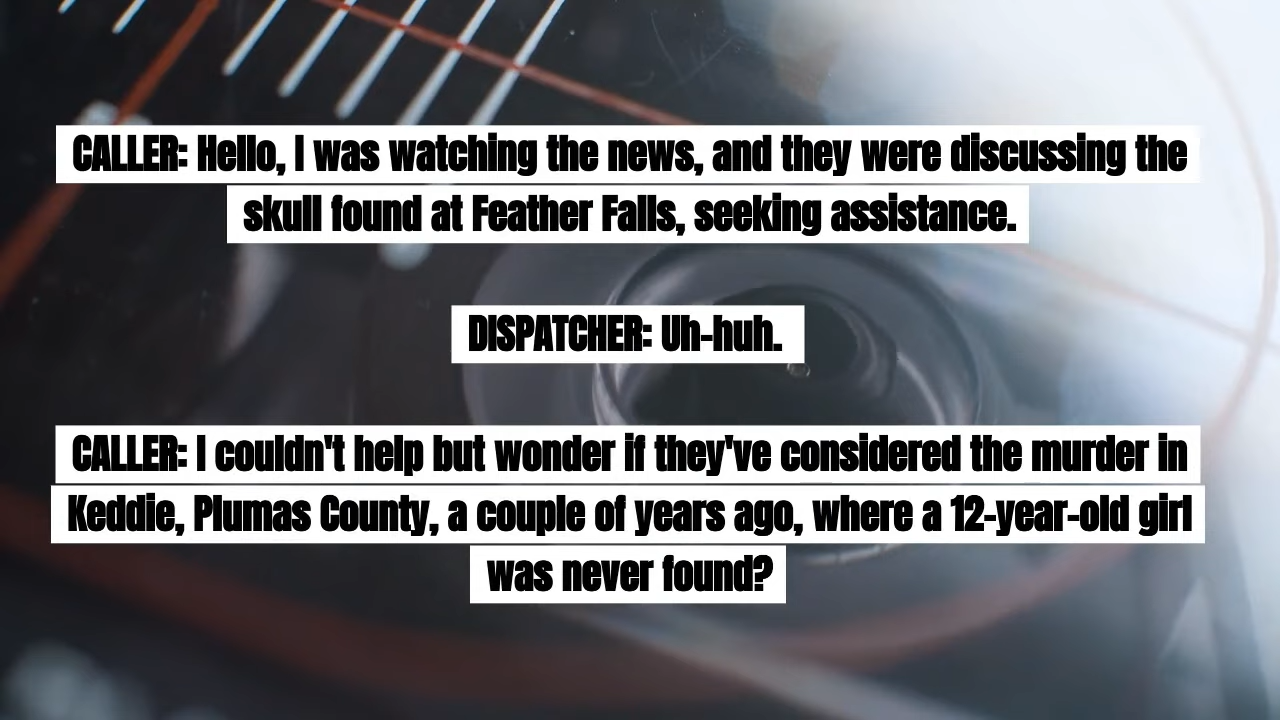 CALLER: Hello, I was watching the news, and they were discussing the
skull found at Feather Falls, seeking assistance.
DISPATCHER: Uh-huh.
CALLER: I couldn't help but wonder if they've considered the murder in
Keddie, Plumas County, a couple of years ago, where a 12-year-old girl
was never found?